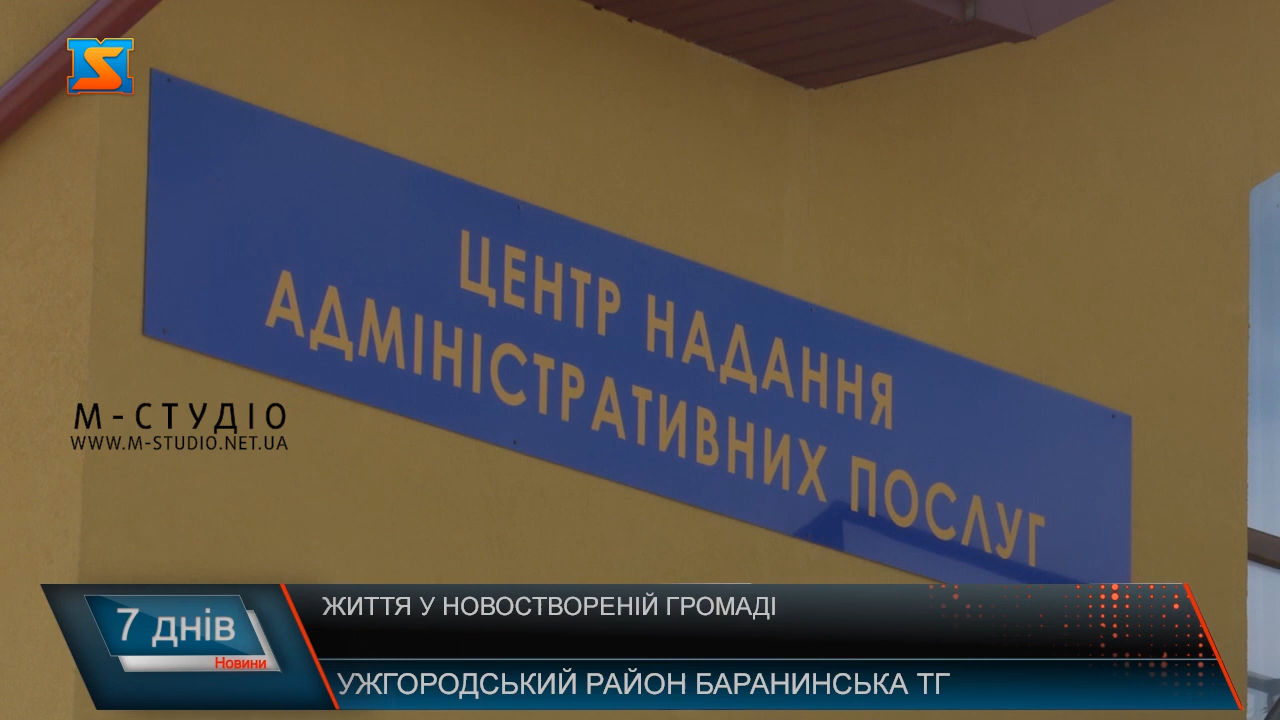 ЦЕНТР НАДАННЯ
АДМІНІСТРАТИВНИХ ПОСЛУГ
М-СТУДІО
WWW.M-STUDIO.NET.UA
7 днів
Новини
ЖИТТЯ У НОВОСТВОРЕНІЙ ГРОМАДІ
УЖГОРОДСЬКИЙ РАЙОН БАРАНИНСЬКА ТГ